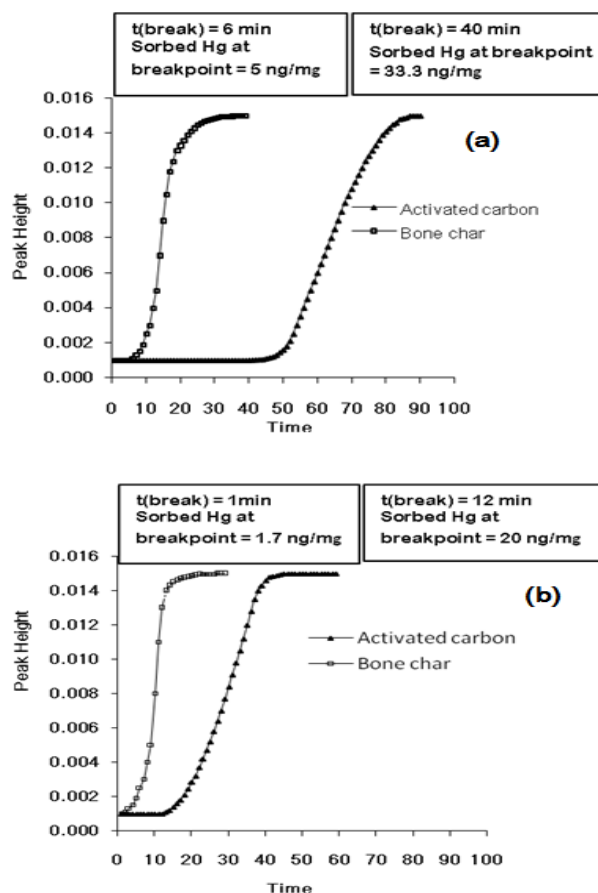 t(break) = 6 min
Sorbed Hg at
breakpoint = 5 ng/mg
t(break) = 40 min
Sorbed Hg at breakpoint
= 33.3 ng/mg
(a)
Peak Height
0.016
0.014
0.012
0.010
0.008
0.006
0.004
0.002
0.000
Activated carbon
Bone char
0 10 20 30 40 50 60 70 80 90 100
Time
t(break) = 1min
Sorbed Hg at
breakpoint = 1.7 ng/mg
t(break) = 12 min
Sorbed Hg at
breakpoint = 20 ng/mg
(b)
Peak Height
0.016
0.014
0.012
0.010
0.008
0.006
0.004
0.002
0.000
Activated carbon
Bone char
0 10 20 30 40 50 60 70 80 90 100
Time